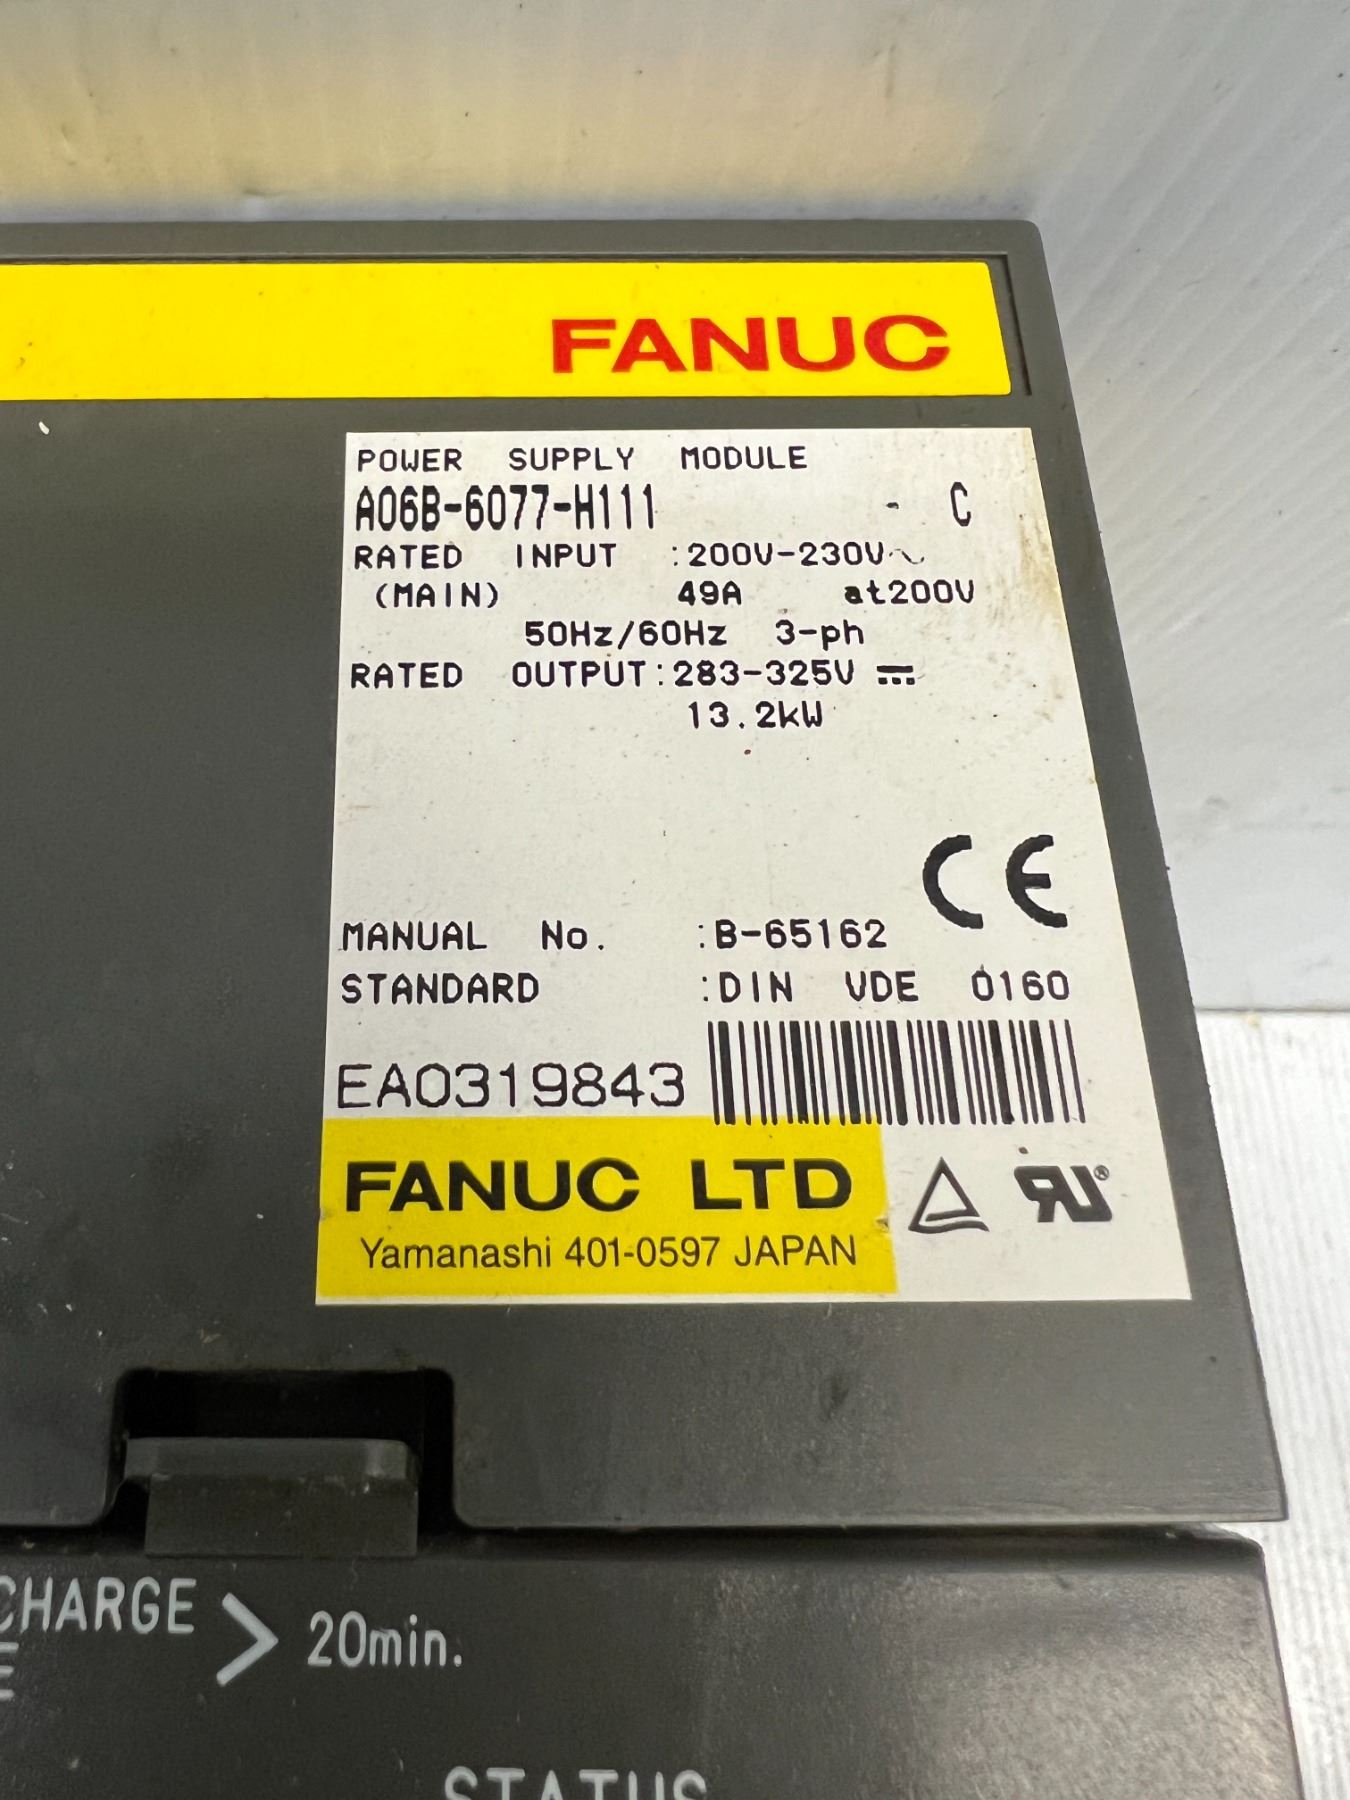 FANUC
POWER SUPPLY MODULE
A06B-6077-H111 - C
RATED INPUT :200V-230V~
(MAIN) 49A at200V
50Hz/60Hz 3-ph
RATED OUTPUT:283-325V ⎓
13.2kW
CE
MANUAL No. :B-65162
STANDARD :DIN VDE 0160
EA0319843
FANUC LTD
Yamanashi 401-0597 JAPAN
CHARGE > 20min.
STATUS